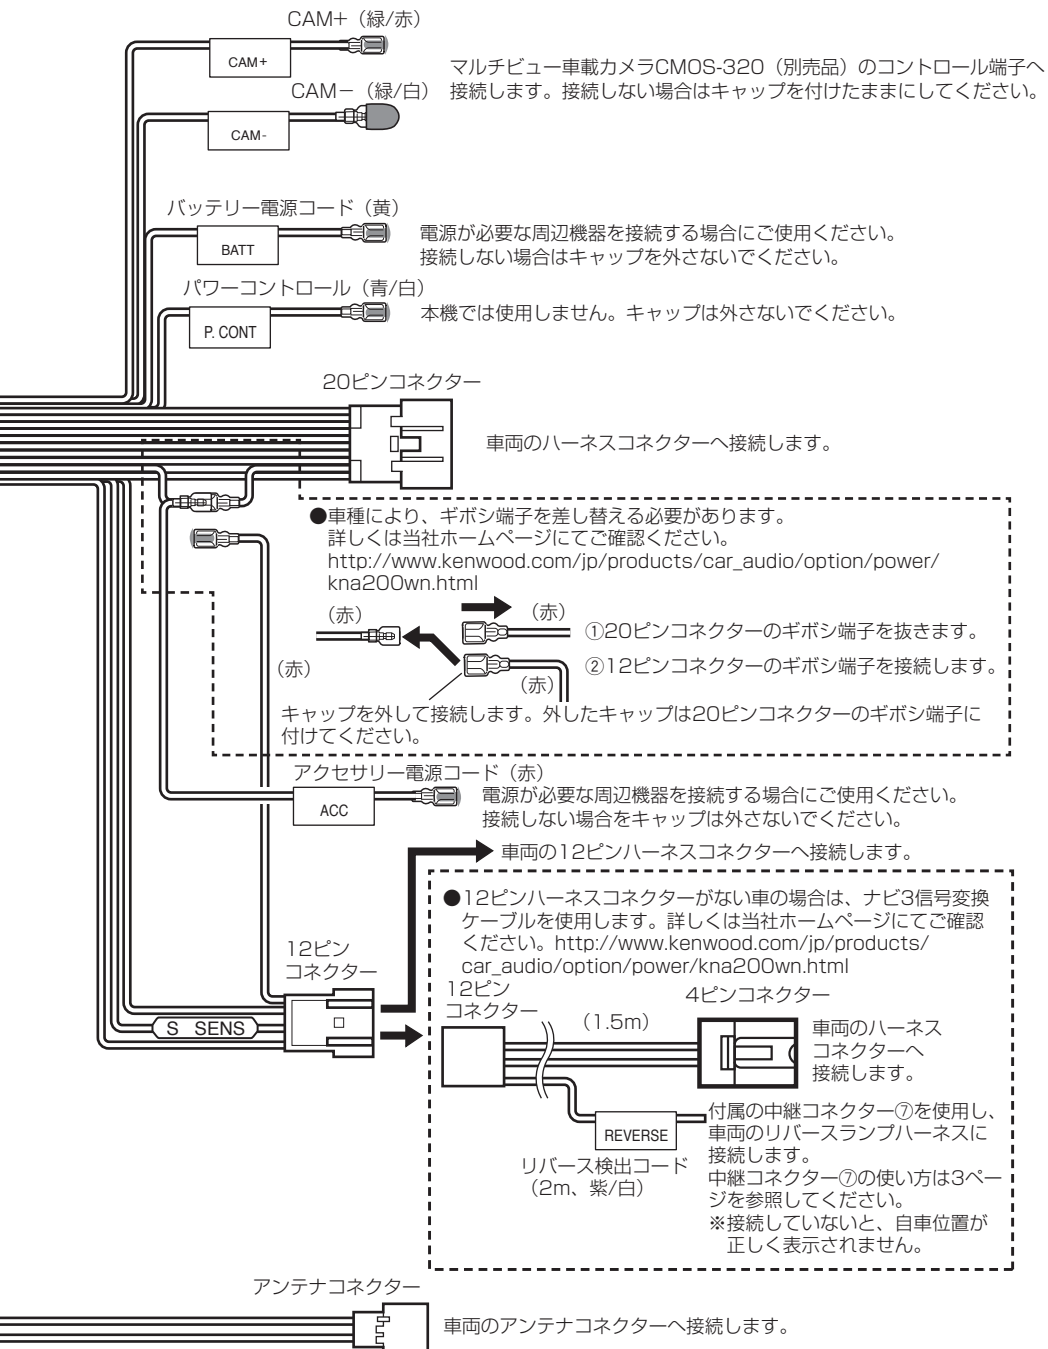 CAM+（緑/赤）
CAM+
マルチビュー車載カメラCMOS-320（別売品）のコントロール端子へ
接続します。接続しない場合はキャップを付けたままにしてください。
CAM−（緑/白）
CAM-
バッテリー電源コード（黄）
BATT
電源が必要な周辺機器を接続する場合にご使用ください。
接続しない場合はキャップを外さないでください。
パワーコントロール（青/白）
P. CONT
本機では使用しません。キャップは外さないでください。
20ピンコネクター
車両のハーネスコネクターへ接続します。
●車種により、ギボシ端子を差し替える必要があります。
詳しくは当社ホームページにてご確認ください。
http://www.kenwood.com/jp/products/car_audio/option/power/
kna200wn.html
（赤）
（赤）
①20ピンコネクターのギボシ端子を抜きます。
（赤）
②12ピンコネクターのギボシ端子を接続します。
（赤）
キャップを外して接続します。外したキャップは20ピンコネクターのギボシ端子に
付けてください。
アクセサリー電源コード（赤）
ACC
電源が必要な周辺機器を接続する場合にご使用ください。
接続しない場合をキャップは外さないでください。
車両の12ピンハーネスコネクターへ接続します。
●12ピンハーネスコネクターがない車の場合は、ナビ3信号変換
ケーブルを使用します。詳しくは当社ホームページにてご確認
ください。http://www.kenwood.com/jp/products/
car_audio/option/power/kna200wn.html
12ピン
コネクター
S SENS
12ピン
コネクター
（1.5m）
4ピンコネクター
車両のハーネス
コネクターへ
接続します。
REVERSE
リバース検出コード
（2m、紫/白）
付属の中継コネクター⑦を使用し、
車両のリバースランプハーネスに
接続します。
中継コネクター⑦の使い方は3ペー
ジを参照してください。
※接続していないと、自車位置が
正しく表示されません。
アンテナコネクター
車両のアンテナコネクターへ接続します。